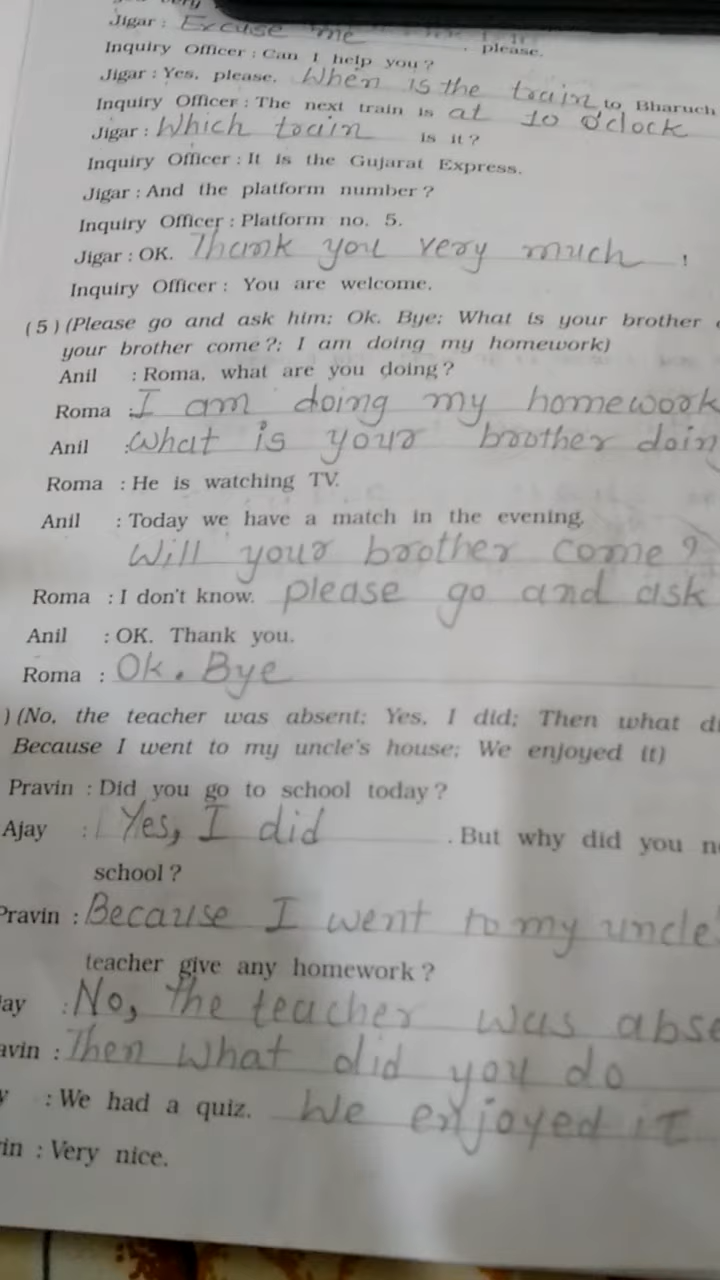 Jigar : Excuse me . please.
Inquiry Officer : Can I help you ?
Jigar : Yes, please. When is the train to Bharuch
Inquiry Officer : The next train is at 10 o'clock
Jigar : Which train is it ?
Inquiry Officer : It is the Gujarat Express.
Jigar : And the platform number ?
Inquiry Officer : Platform no. 5.
Jigar : OK. Thank you very much !
Inquiry Officer : You are welcome.
( 5 ) (Please go and ask him; Ok. Bye; What is your brother
your brother come ?; I am doing my homework)
Anil : Roma, what are you doing ?
Roma : I am doing my homework
Anil : What is your brother doing
Roma : He is watching TV.
Anil : Today we have a match in the evening.
Will your brother come ?
Roma : I don't know. please go and ask
Anil : OK. Thank you.
Roma : Ok. Bye
) (No, the teacher was absent; Yes, I did; Then what
Because I went to my uncle's house; We enjoyed it)
Pravin : Did you go to school today ?
Ajay : Yes, I did . But why did you
school ?
Pravin : Because I went to my uncle
teacher give any homework ?
ay : No, the teacher was abse
avin : Then what did you do
: We had a quiz. We enjoyed it
in : Very nice.